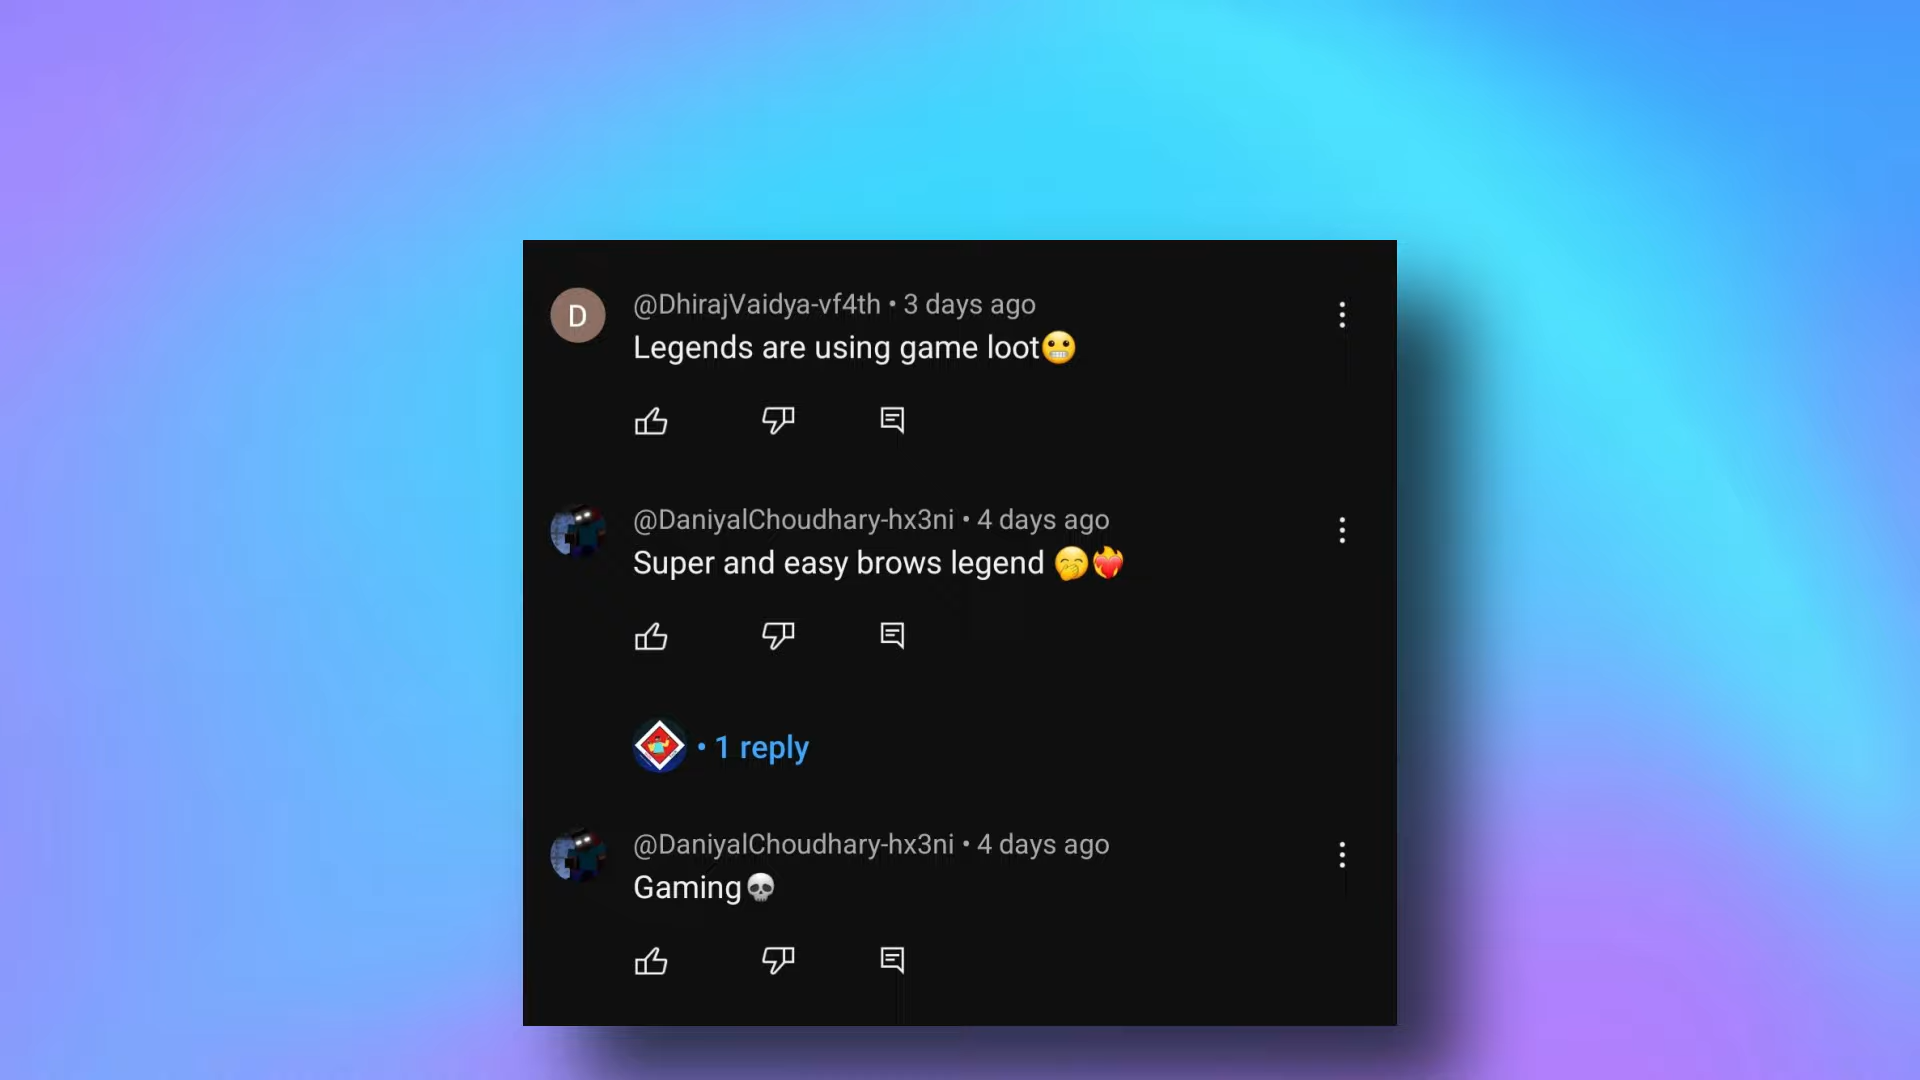 D
@DhirajVaidya-vf4th • 3 days ago
Legends are using game loot😬
@DaniyalChoudhary-hx3ni • 4 days ago
Super and easy brows legend 🥱❤️‍🔥
• 1 reply
@DaniyalChoudhary-hx3ni • 4 days ago
Gaming💀